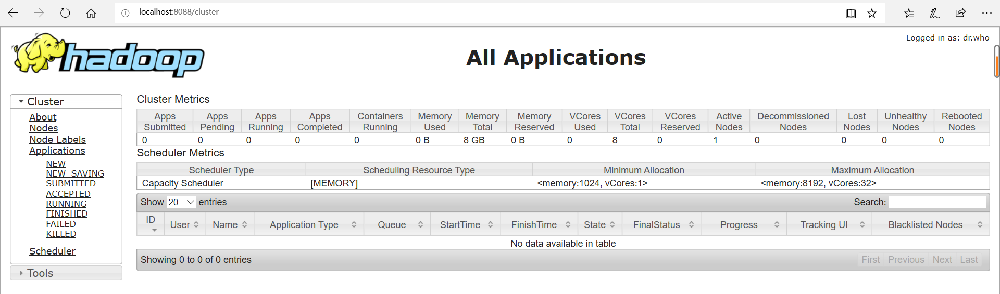 localhost:8088/cluster
Logged in as: dr.who
hadoop
All Applications
Cluster
About
Nodes
Node Labels
Applications
NEW
NEW_SAVING
SUBMITTED
ACCEPTED
RUNNING
FINISHED
FAILED
KILLED
Scheduler
Tools
Cluster Metrics
Apps Submitted Apps Pending Apps Running Apps Completed Containers Running Memory Used Memory Total Memory Reserved VCores Used VCores Total VCores Reserved Active Nodes Decommissioned Nodes Lost Nodes Unhealthy Nodes Rebooted Nodes
0 0 0 0 0 0 B 8 GB 0 B 0 8 0 1 0 0 0 0
Scheduler Metrics
Scheduler Type Scheduling Resource Type Minimum Allocation Maximum Allocation
Capacity Scheduler [MEMORY] <memory:1024, vCores:1> <memory:8192, vCores:32>
Show 20 entries Search:
ID User Name Application Type Queue StartTime FinishTime State FinalStatus Progress Tracking UI Blacklisted Nodes
No data available in table
Showing 0 to 0 of 0 entries First Previous Next Last